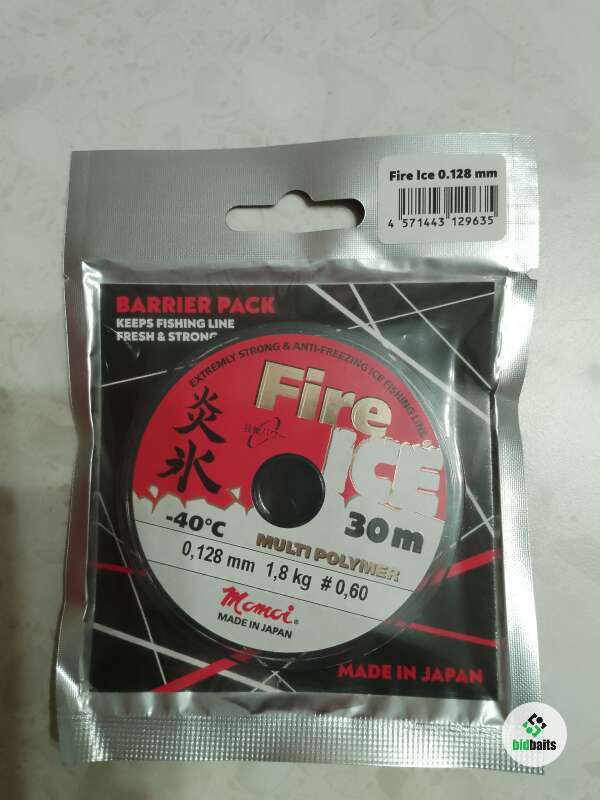 Fire Ice 0.128 mm
4 571443 129635
BARRIER PACK
KEEPS FISHING LINE
FRESH & STRONG
EXTREMLY STRONG & ANTI-FREEZING ICE FISHING LINE
Fire
ICE
炎氷
30m
-40°C
MULTI POLYMER
0,128 mm 1,8 kg # 0,60
Momoi®
MADE IN JAPAN
MADE IN JAPAN
bidbaits